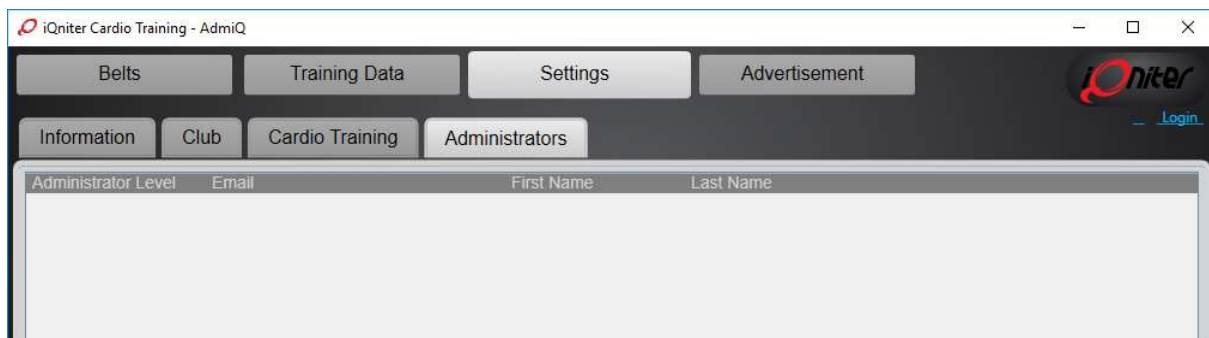 iQniter Cardio Training - AdmiQ
Belts Training Data Settings Advertisement
iQniter
Login
Information Club Cardio Training Administrators
Administrator Level Email First Name Last Name